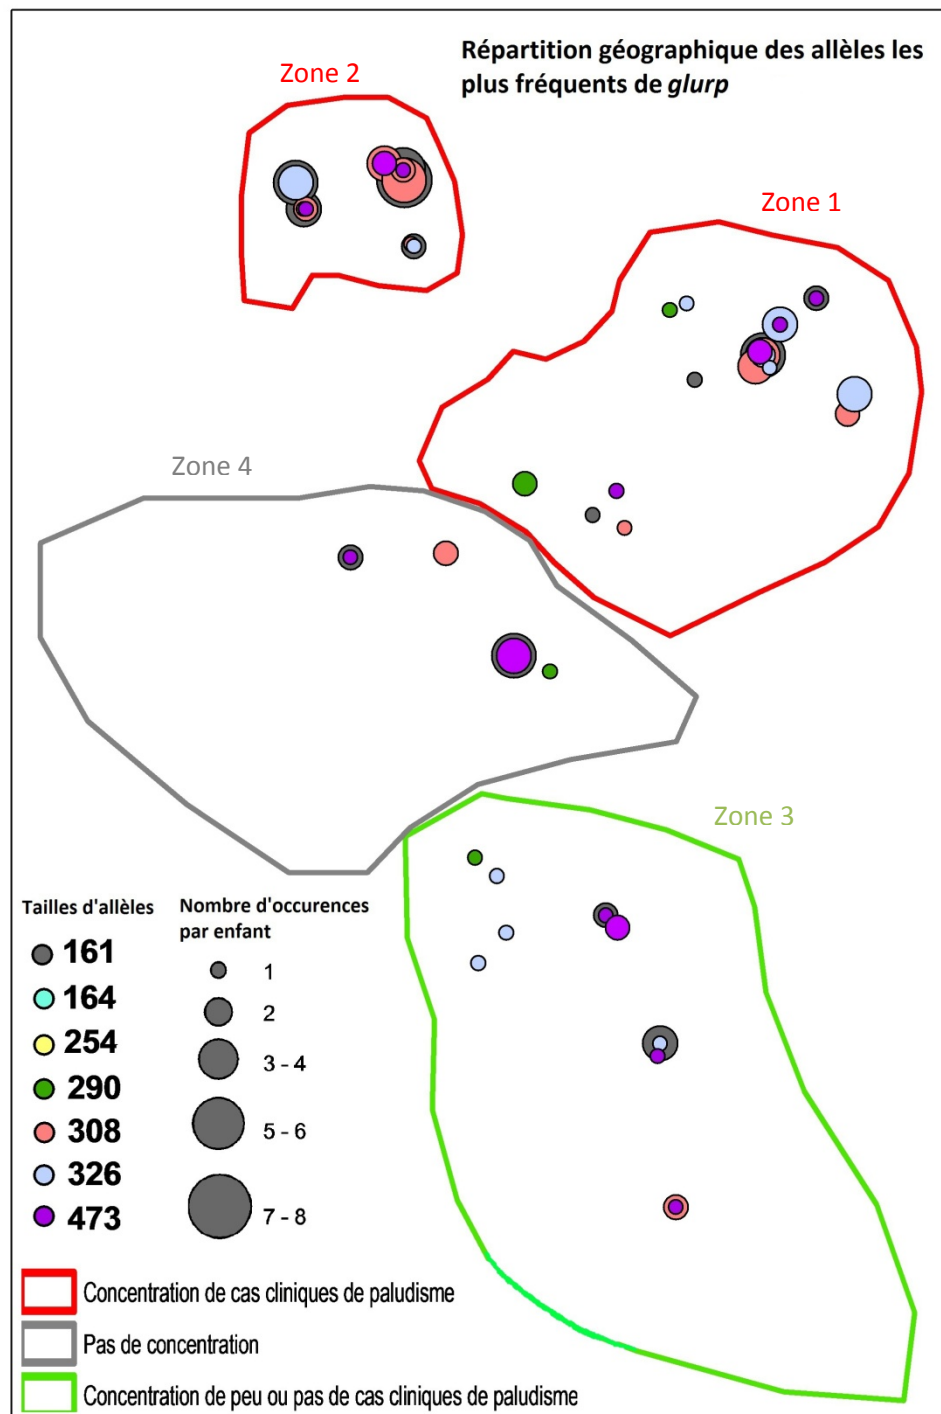 Répartition géographique des allèles les
plus fréquents de glurp
Zone 2
Zone 1
Zone 4
Zone 3
Tailles d'allèles
161
164
254
290
308
326
473
Nombre d'occurences
par enfant
1
2
3 - 4
5 - 6
7 - 8
Concentration de cas cliniques de paludisme
Pas de concentration
Concentration de peu ou pas de cas cliniques de paludisme